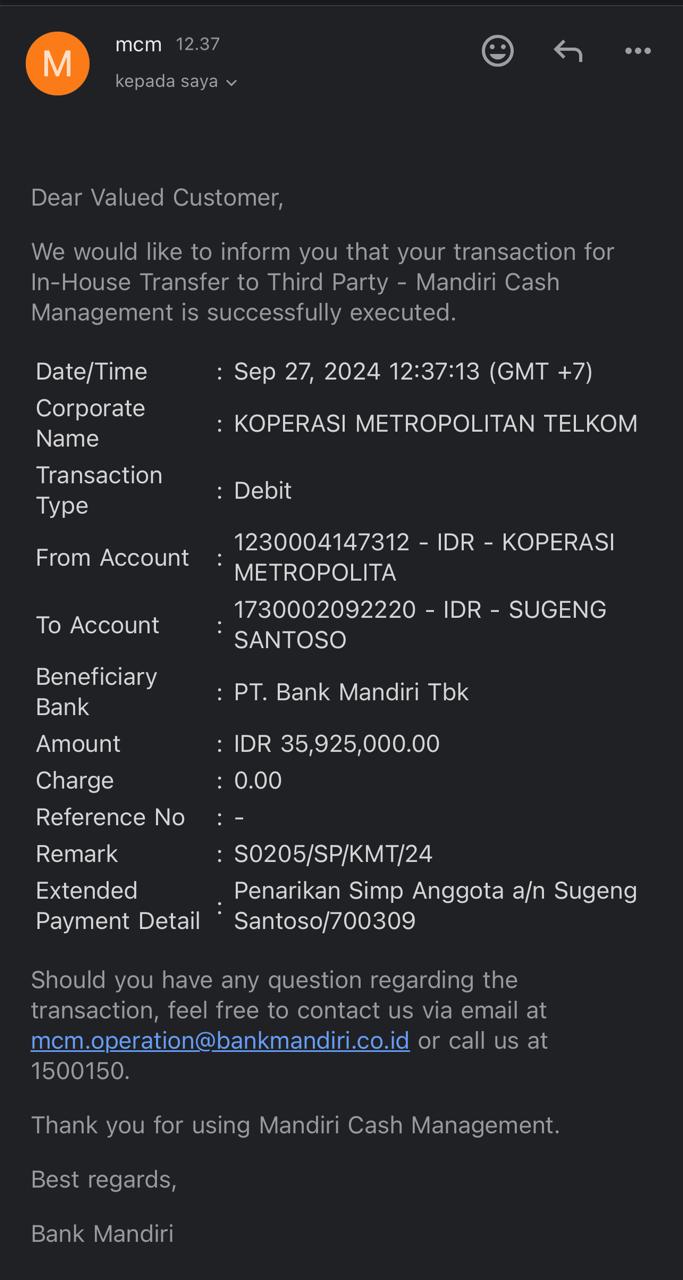 M
mcm 12.37
kepada saya
Dear Valued Customer,
We would like to inform you that your transaction for
In-House Transfer to Third Party - Mandiri Cash
Management is successfully executed.
Date/Time : Sep 27, 2024 12:37:13 (GMT +7)
Corporate
Name : KOPERASI METROPOLITAN TELKOM
Transaction
Type : Debit
From Account : 1230004147312 - IDR - KOPERASI
METROPOLITA
To Account : 1730002092220 - IDR - SUGENG
SANTOSO
Beneficiary
Bank : PT. Bank Mandiri Tbk
Amount : IDR 35,925,000.00
Charge : 0.00
Reference No : -
Remark : S0205/SP/KMT/24
Extended Payment Detail : Penarikan Simp Anggota a/n Sugeng
Santoso/700309
Should you have any question regarding the
transaction, feel free to contact us via email at
mcm.operation@bankmandiri.co.id or call us at
1500150.
Thank you for using Mandiri Cash Management.
Best regards,
Bank Mandiri